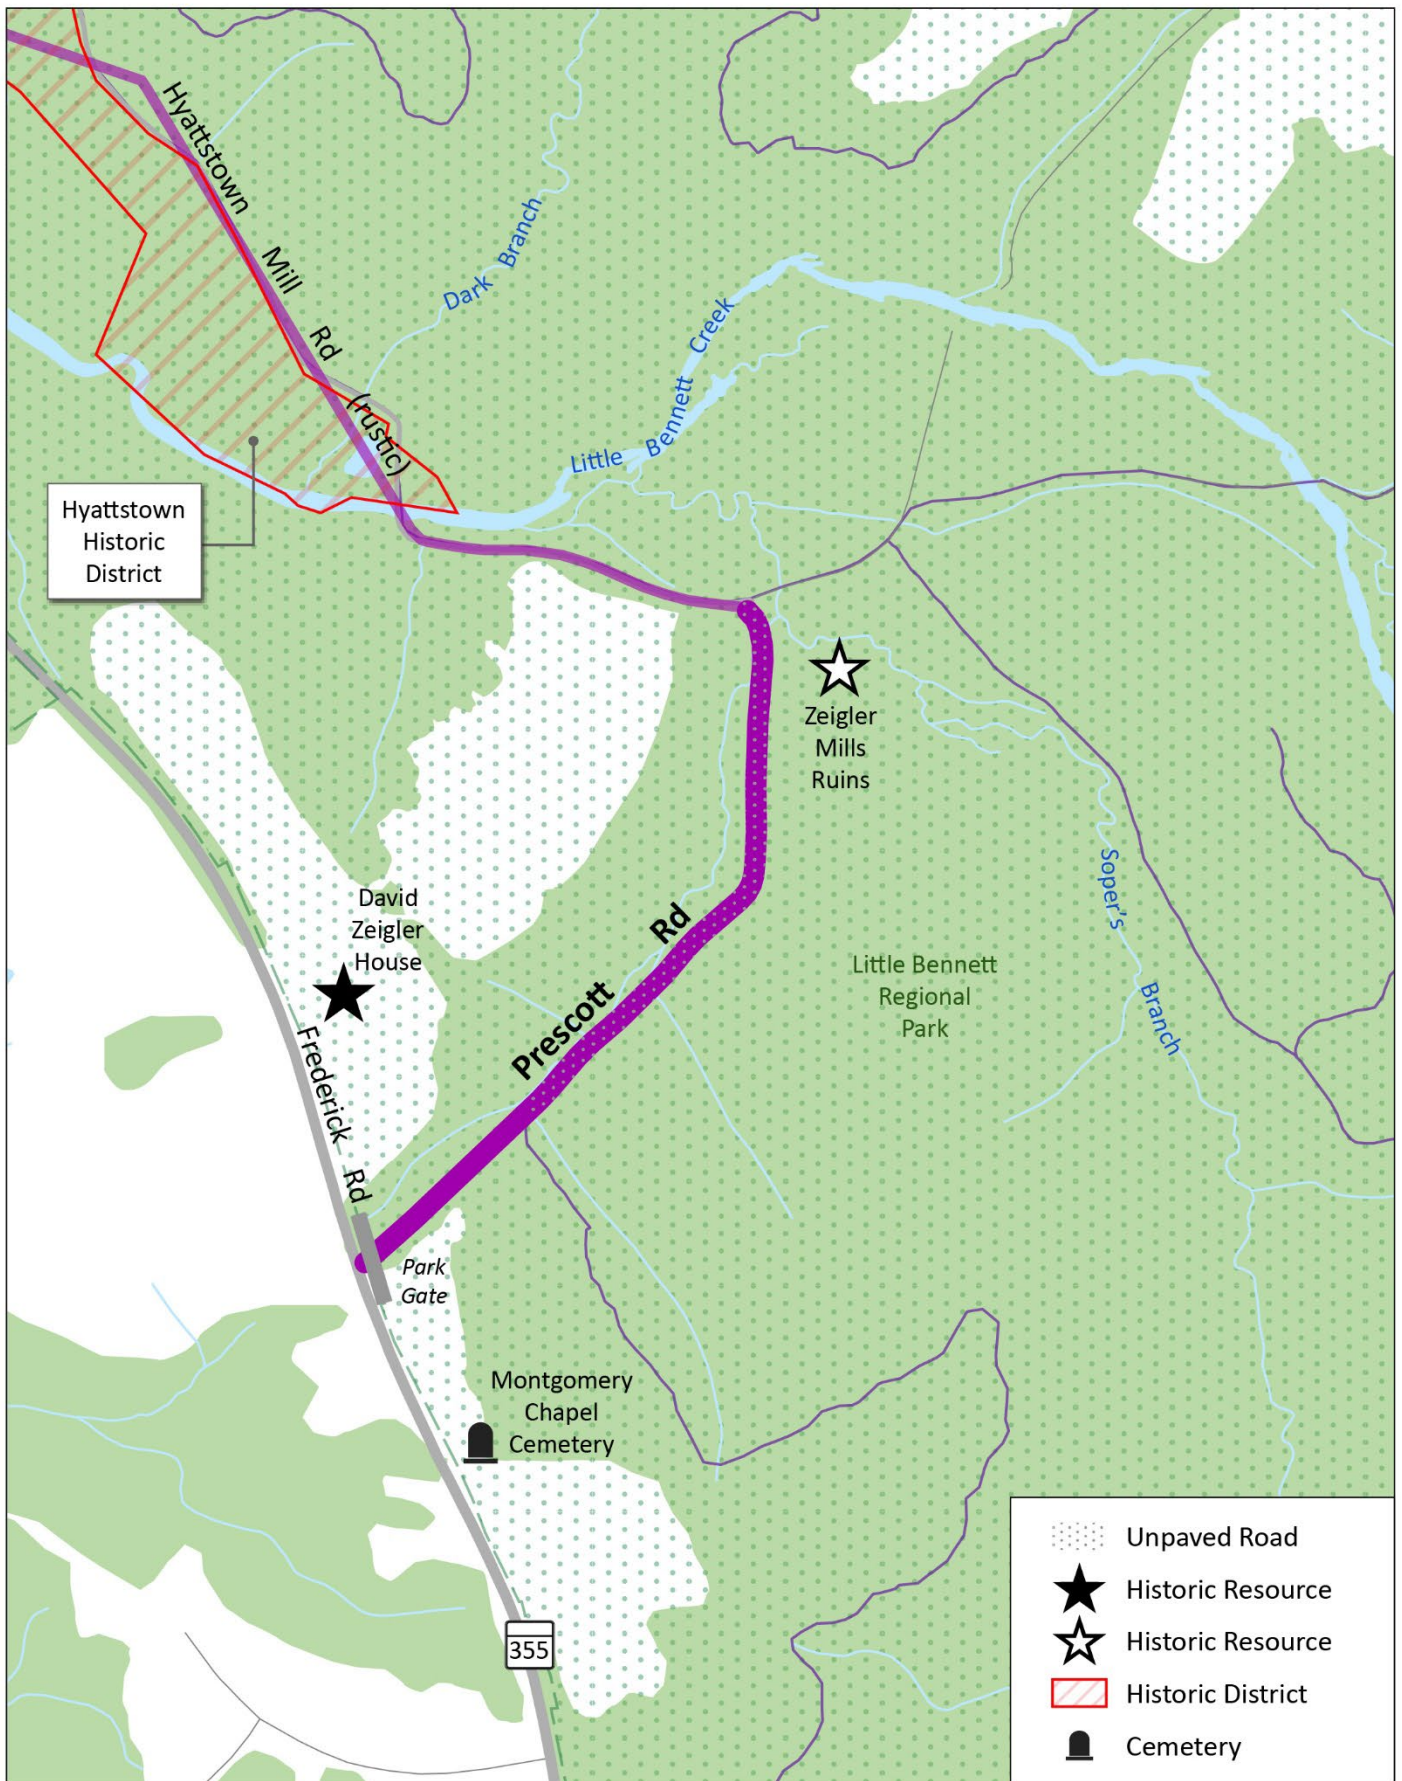 Hyattstown
Mill
Rd
(rustic)
Dark Branch
Little Bennett Creek
Hyattstown
Historic
District
Zeigler
Mills
Ruins
Soper's
Branch
David
Zeigler
House
Prescott Rd
Little Bennett
Regional
Park
Frederick Rd
Park
Gate
Montgomery
Chapel
Cemetery
355
Unpaved Road
Historic Resource
Historic Resource
Historic District
Cemetery